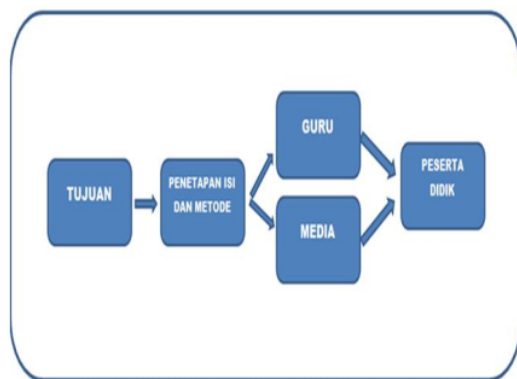 TUJUAN
PENETAPAN ISI
DAN METODE
GURU
MEDIA
PESERTA
DIDIK